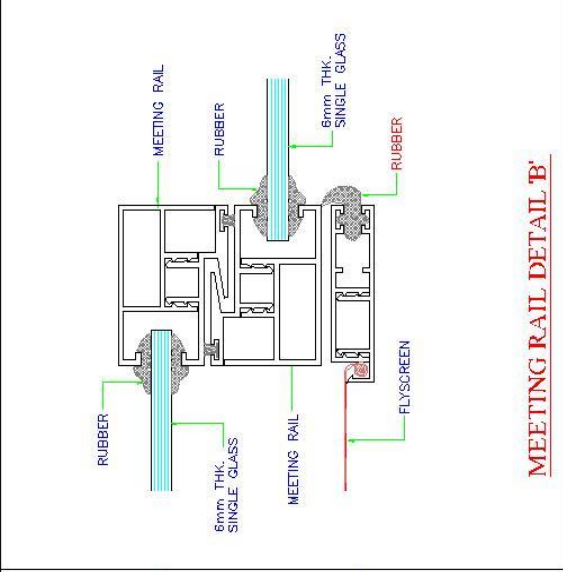 MEETING RAIL
RUBBER
6mm THK.
SINGLE GLASS
RUBBER
RUBBER
6mm THK.
SINGLE GLASS
MEETING RAIL
FLYSCREEN
MEETING RAIL DETAIL 'B'